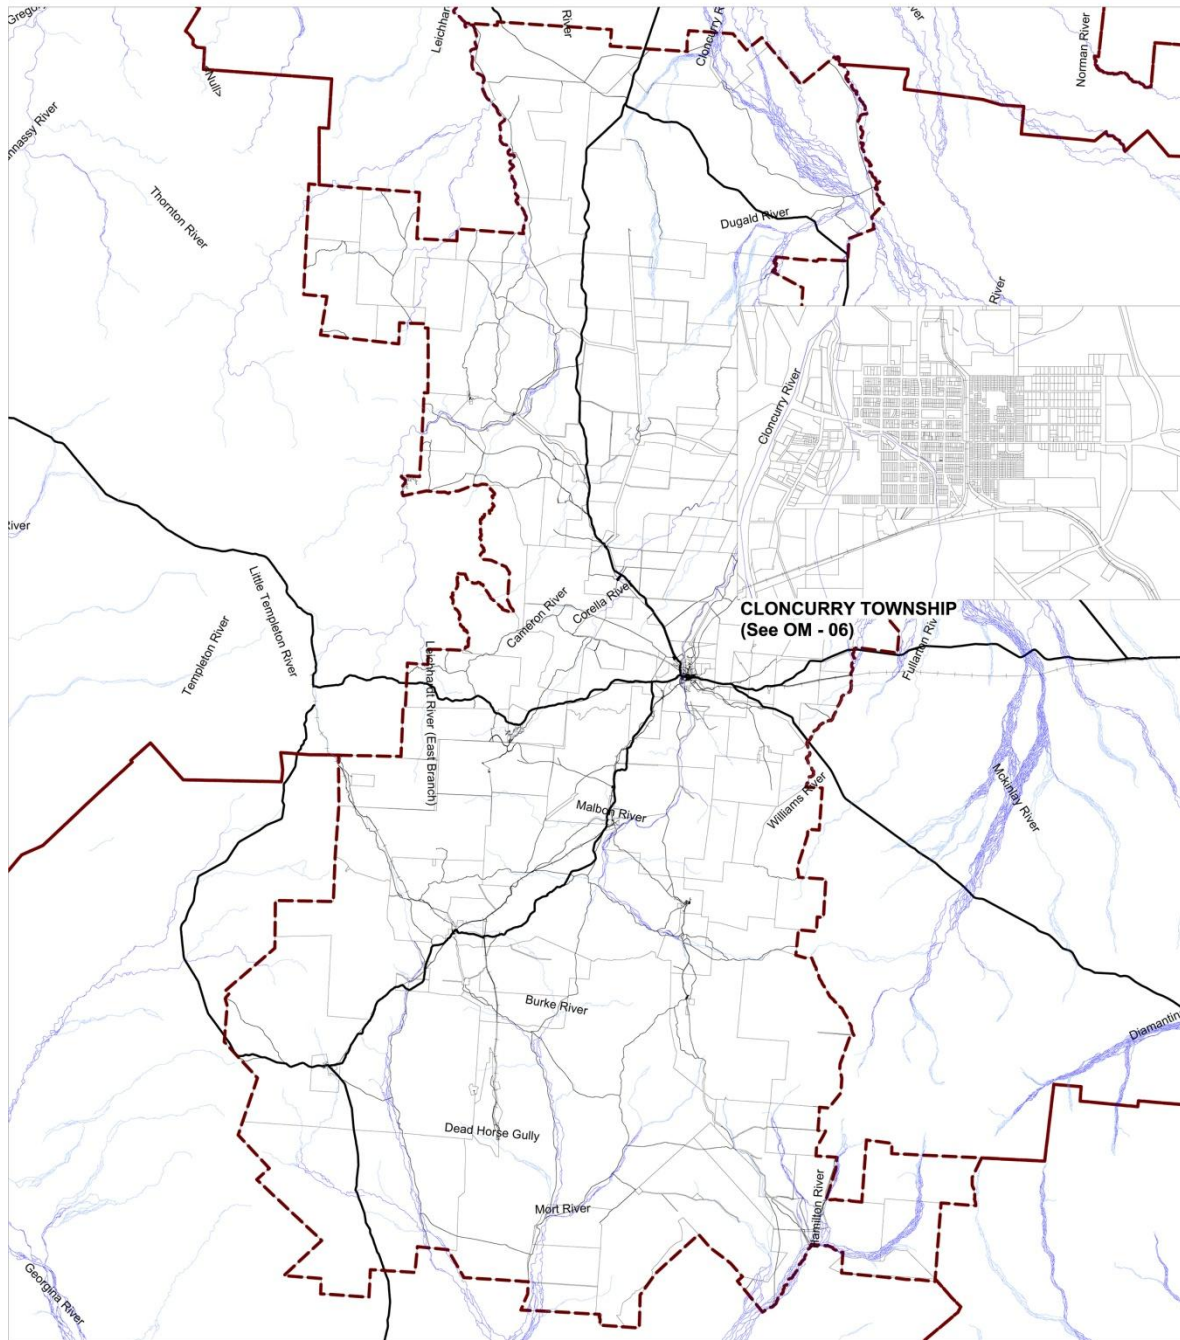 Leichhar
River
Cloncurry R
ver
Norman River
<Null>
Thornton River
Dugald River
River
Cloncurry River
River
Little Templeton River
Templeton River
Cameron River
Corella River
Leichhardt River (East Branch)
CLONCURRY TOWNSHIP
(See OM - 06)
Fullarton Riv
Mckinlay River
Williams River
Malbon River
Burke River
Diamantin
Dead Horse Gully
Mort River
Hamilton River
Georgina River